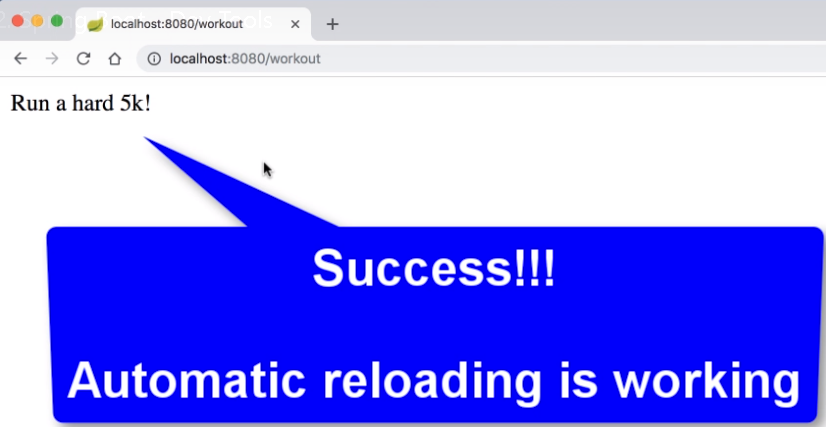 localhost:8080/workout
localhost:8080/workout
Run a hard 5k!
Success!!!
Automatic reloading is working